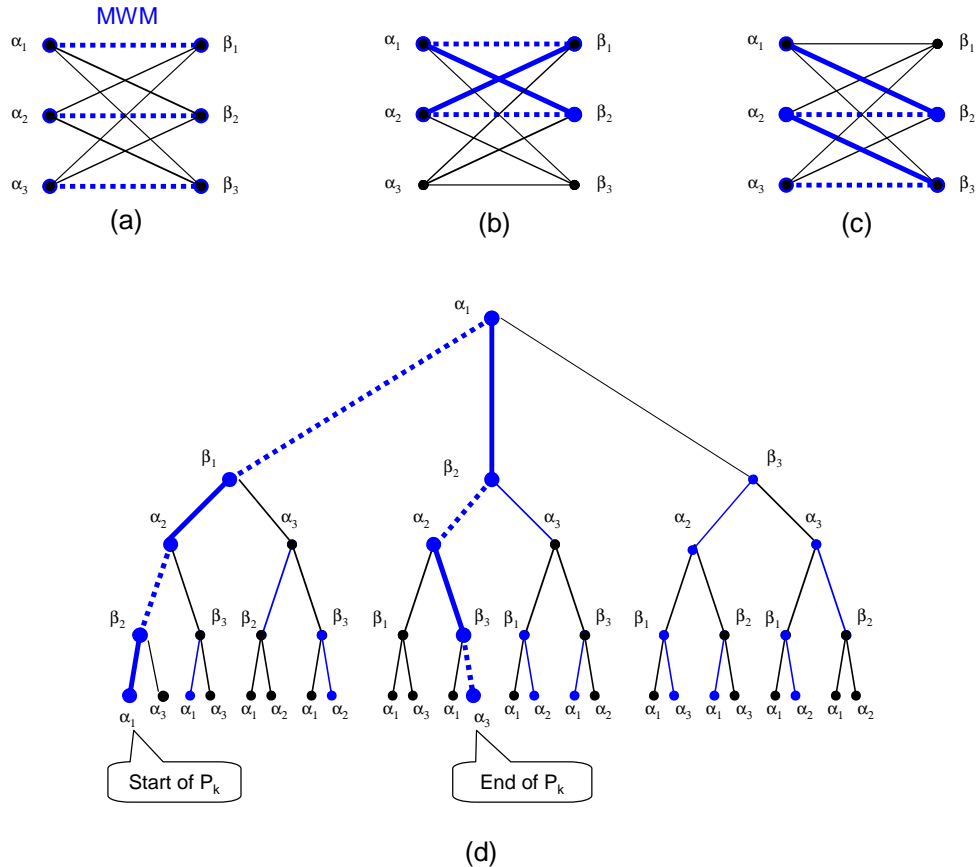 MWM
α₁ β₁ α₁ β₁ α₁ β₁
α₂ β₂ α₂ β₂ α₂ β₂
α₃ β₃ α₃ β₃ α₃ β₃
(a) (b) (c)
α₁
β₁ β₂ β₃
α₂ α₃ α₂ α₃ α₂ α₃
β₂ β₃ β₂ β₃ β₁ β₃ β₁ β₃ β₁ β₂ β₁ β₂
α₁ α₃ α₁ α₃ α₁ α₂ α₁ α₂ α₁ α₃ α₁ α₃ α₁ α₂ α₁ α₂ α₁ α₃ α₁ α₃ α₁ α₂ α₁ α₂
Start of Pₖ End of Pₖ
(d)